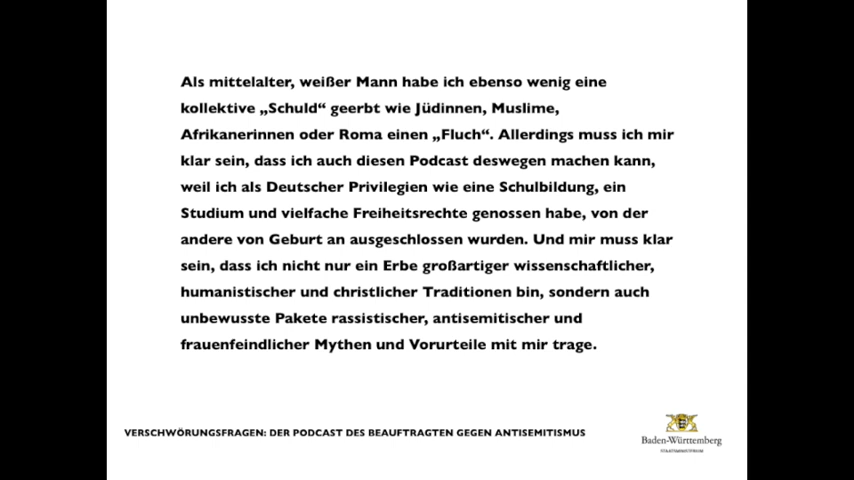 Als mittelalter, weißer Mann habe ich ebenso wenig eine
kollektive „Schuld“ geerbt wie Jüdinnen, Muslime,
Afrikanerinnen oder Roma einen „Fluch“. Allerdings muss ich mir
klar sein, dass ich auch diesen Podcast deswegen machen kann,
weil ich als Deutscher Privilegien wie eine Schulbildung, ein
Studium und vielfache Freiheitsrechte genossen habe, von der
andere von Geburt an ausgeschlossen wurden. Und mir muss klar
sein, dass ich nicht nur ein Erbe großartiger wissenschaftlicher,
humanistischer und christlicher Traditionen bin, sondern auch
unbewusste Pakete rassistischer, antisemitischer und
frauenfeindlicher Mythen und Vorurteile mit mir trage.
VERSCHWÖRUNGSFRAGEN: DER PODCAST DES BEAUFTRAGTEN GEGEN ANTISEMITISMUS
Baden-Württemberg
STAATSMINISTERIUM